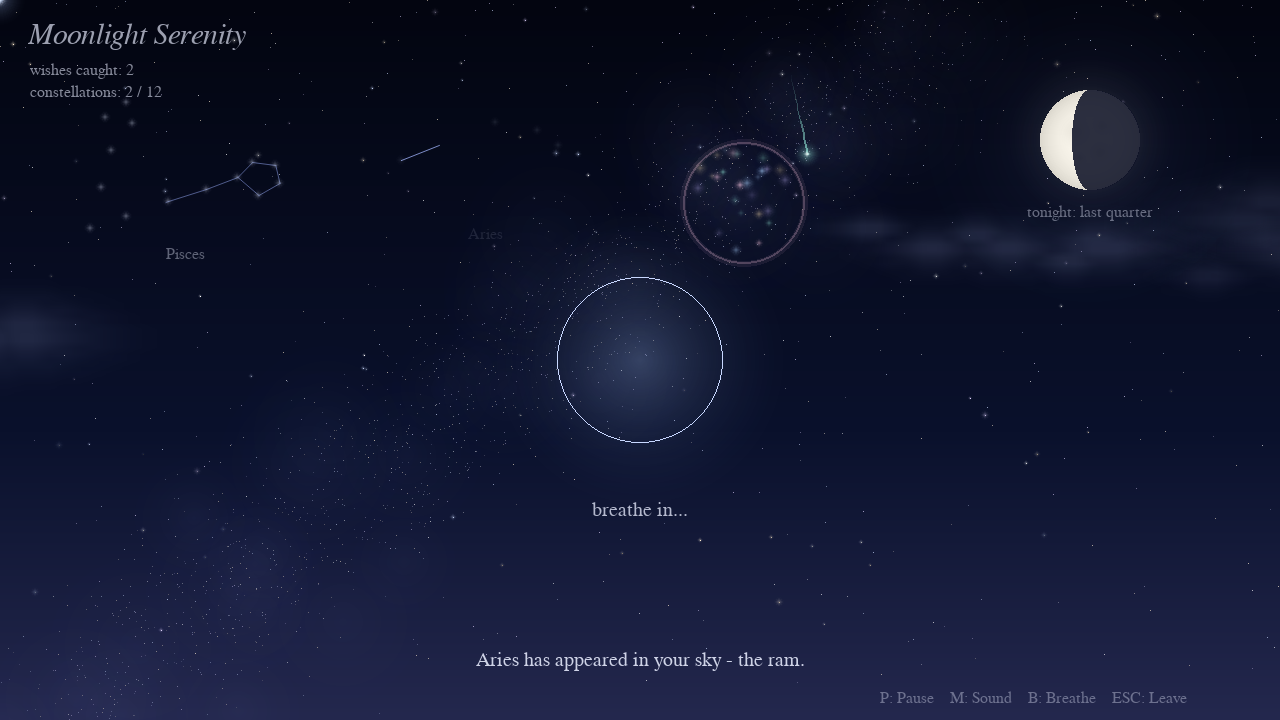 Moonlight Serenity
wishes caught: 2
constellations: 2 / 12
tonight: last quarter
Aries
Pisces
breathe in...
Aries has appeared in your sky - the ram.
P: Pause M: Sound B: Breathe ESC: Leave